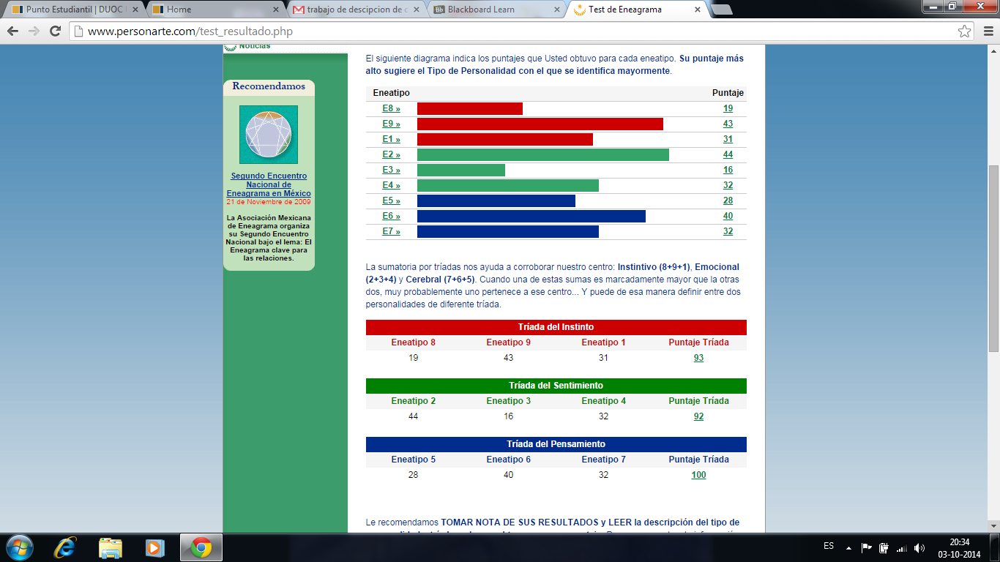 Punto Estudiantil | DUOC
Home
trabajo de descipcion de c
Blackboard Learn
Test de Eneagrama
www.personarte.com/test_resultado.php
Noticias
Recomendamos
Segundo Encuentro
Nacional de
Eneagrama en México
21 de Noviembre de 2009
La Asociación Mexicana
de Eneagrama organiza
su Segundo Encuentro
Nacional bajo el lema: El
Eneagrama clave para
las relaciones.
El siguiente diagrama indica los puntajes que Usted obtuvo para cada eneatipo. Su puntaje más
alto sugiere el Tipo de Personalidad con el que se identifica mayormente.
Eneatipo Puntaje
E8 » 19
E9 » 43
E1 » 31
E2 » 44
E3 » 16
E4 » 32
E5 » 28
E6 » 40
E7 » 32
La sumatoria por tríadas nos ayuda a corroborar nuestro centro: Instintivo (8+9+1), Emocional
(2+3+4) y Cerebral (7+6+5). Cuando una de estas sumas es marcadamente mayor que la otras
dos, muy probablemente uno pertenece a ese centro... Y puede de esa manera definir entre dos
personalidades de diferente tríada.
Tríada del Instinto
Eneatipo 8 Eneatipo 9 Eneatipo 1 Puntaje Tríada
19 43 31 93
Tríada del Sentimiento
Eneatipo 2 Eneatipo 3 Eneatipo 4 Puntaje Tríada
44 16 32 92
Tríada del Pensamiento
Eneatipo 5 Eneatipo 6 Eneatipo 7 Puntaje Tríada
28 40 32 100
Le recomendamos TOMAR NOTA DE SUS RESULTADOS y LEER la descripción del tipo de
ES
20:34
03-10-2014